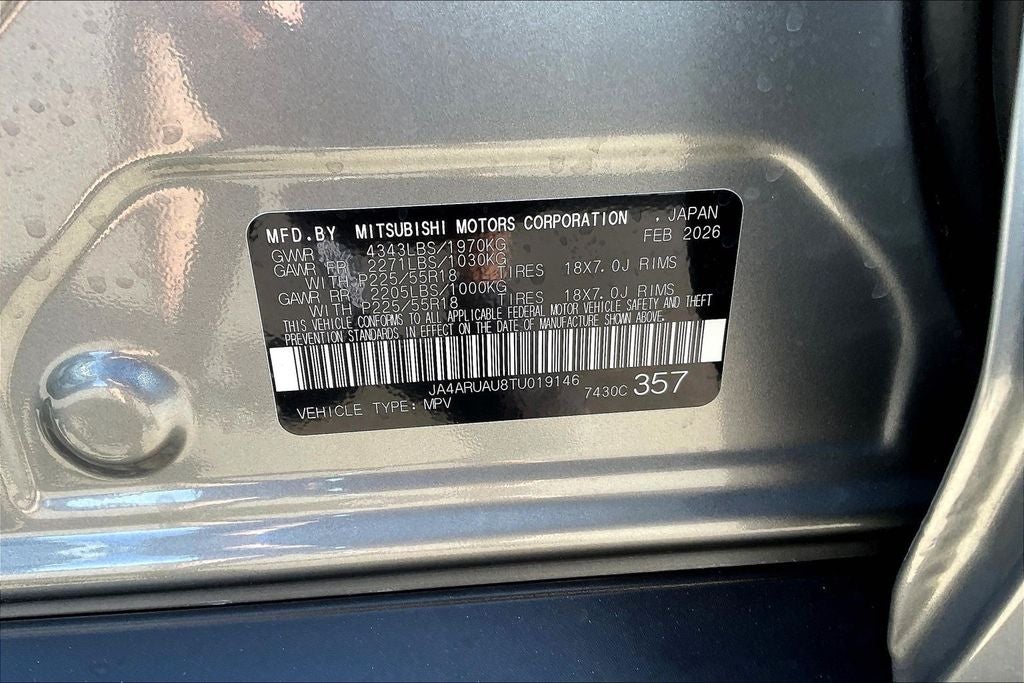 MFD.BY MITSUBISHI MOTORS CORPORATION . JAPAN
GVWR 4343LBS/1970KG FEB 2026
GAWR FR 2271LBS/1030KG
WITH P225/55R18 TIRES 18X7.0J RIMS
GAWR RR 2205LBS/1000KG
WITH P225/55R18 TIRES 18X7.0J RIMS
THIS VEHICLE CONFORMS TO ALL APPLICABLE FEDERAL MOTOR VEHICLE SAFETY AND THEFT
PREVENTION STANDARDS IN EFFECT ON THE DATE OF MANUFACTURE SHOWN ABOVE.
JA4ARUAU8TU019146
VEHICLE TYPE: MPV 7430C 357